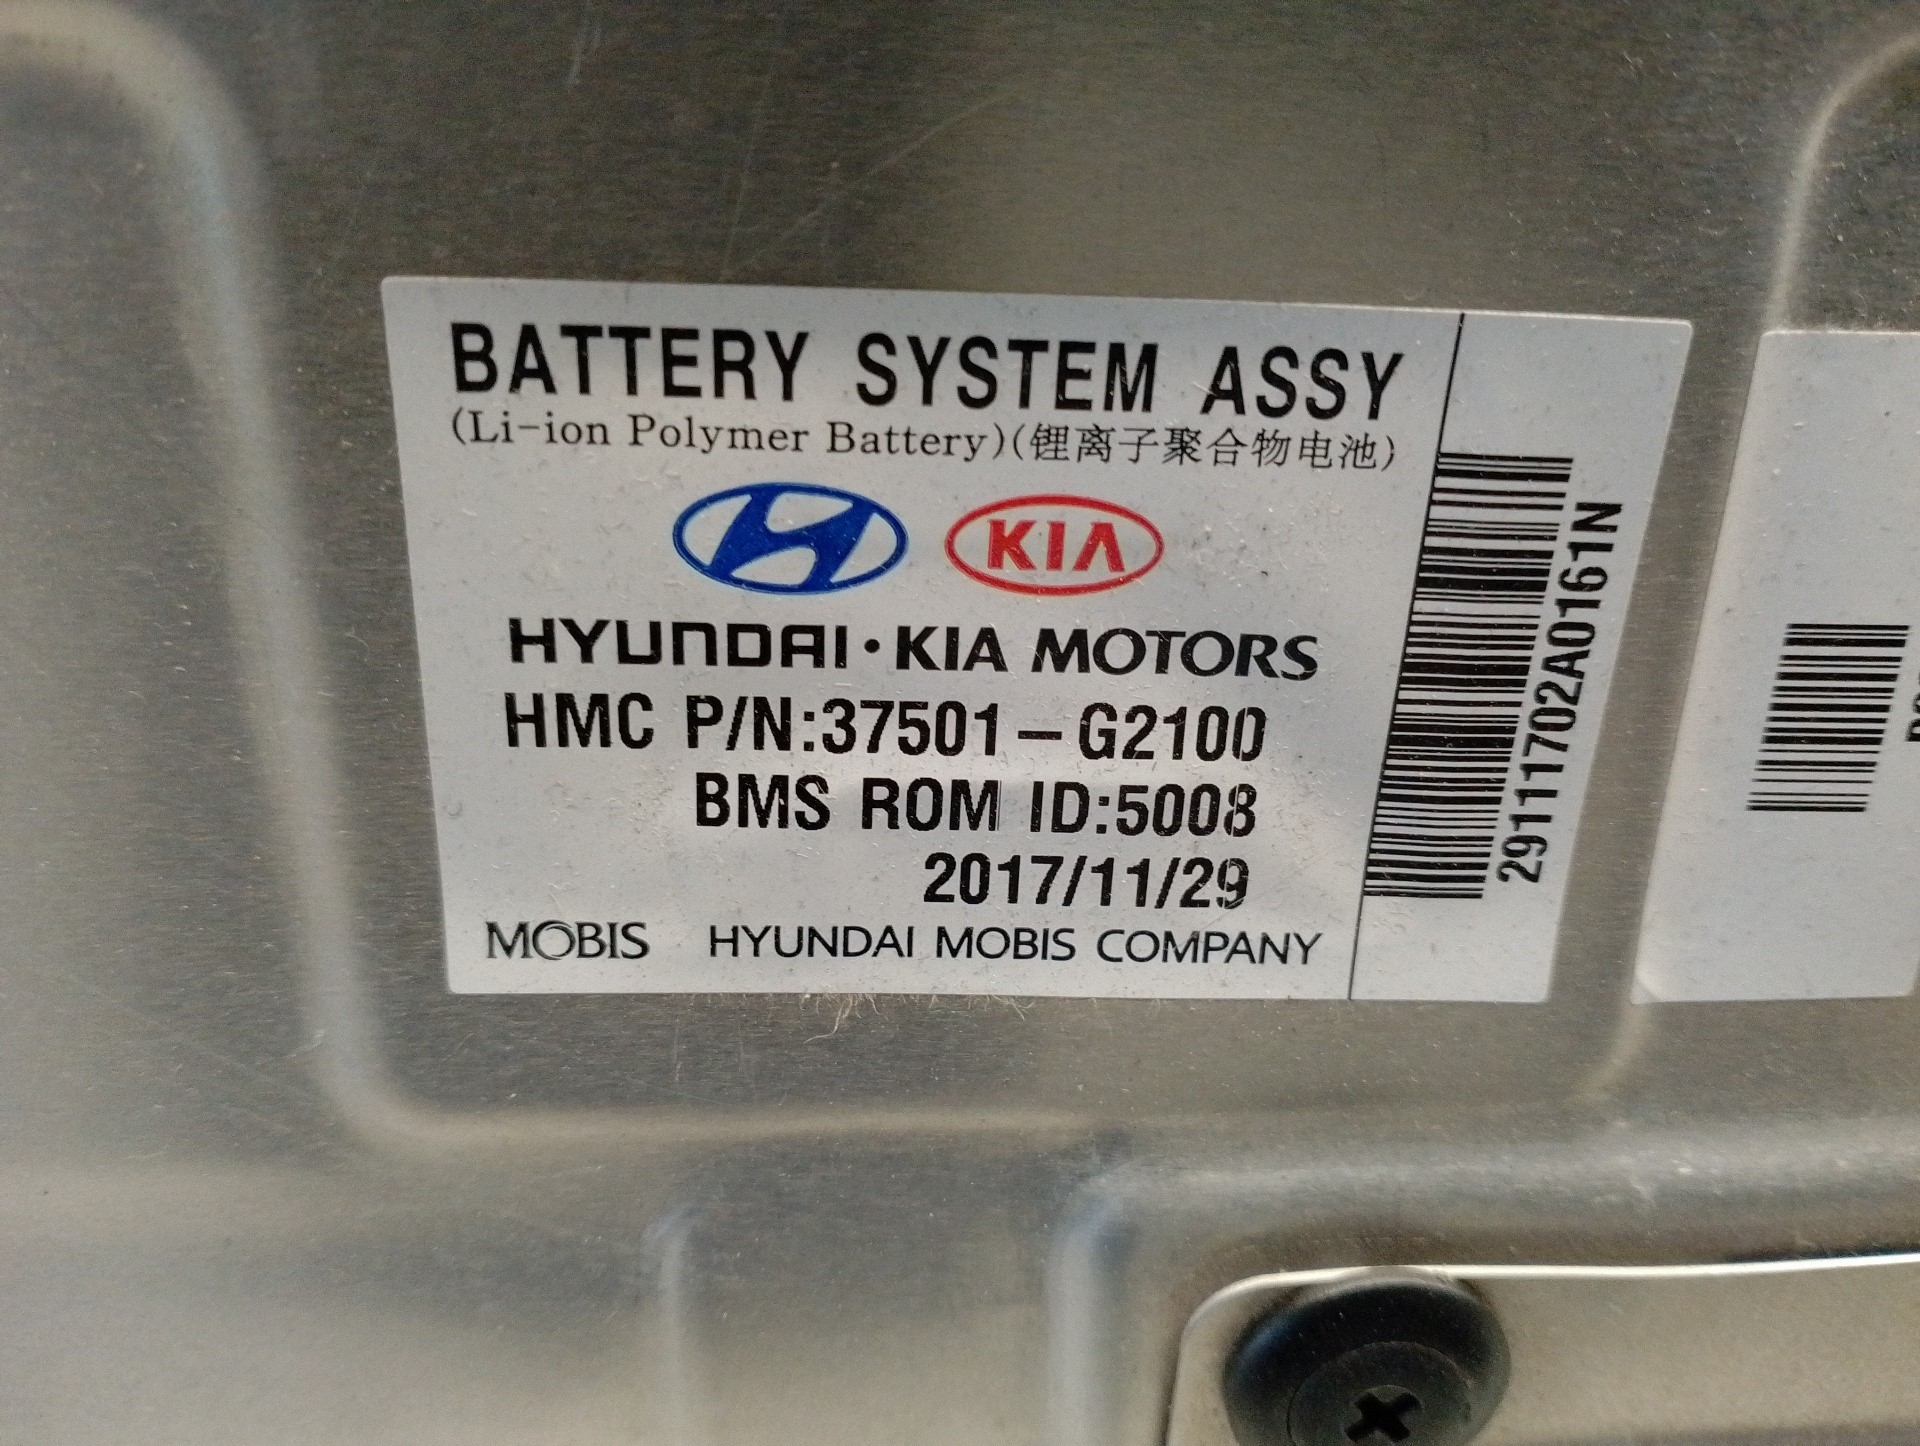 BATTERY SYSTEM ASSY
(Li-ion Polymer Battery)(锂离子聚合物电池)
KIA
HYUNDAI · KIA MOTORS
HMC P/N:37501-G2100
BMS ROM ID:5008
2017/11/29
MOBIS HYUNDAI MOBIS COMPANY
29111702A0161N